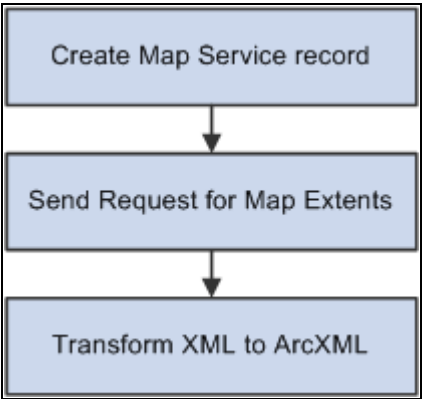 Create Map Service record
Send Request for Map Extents
Transform XML to ArcXML